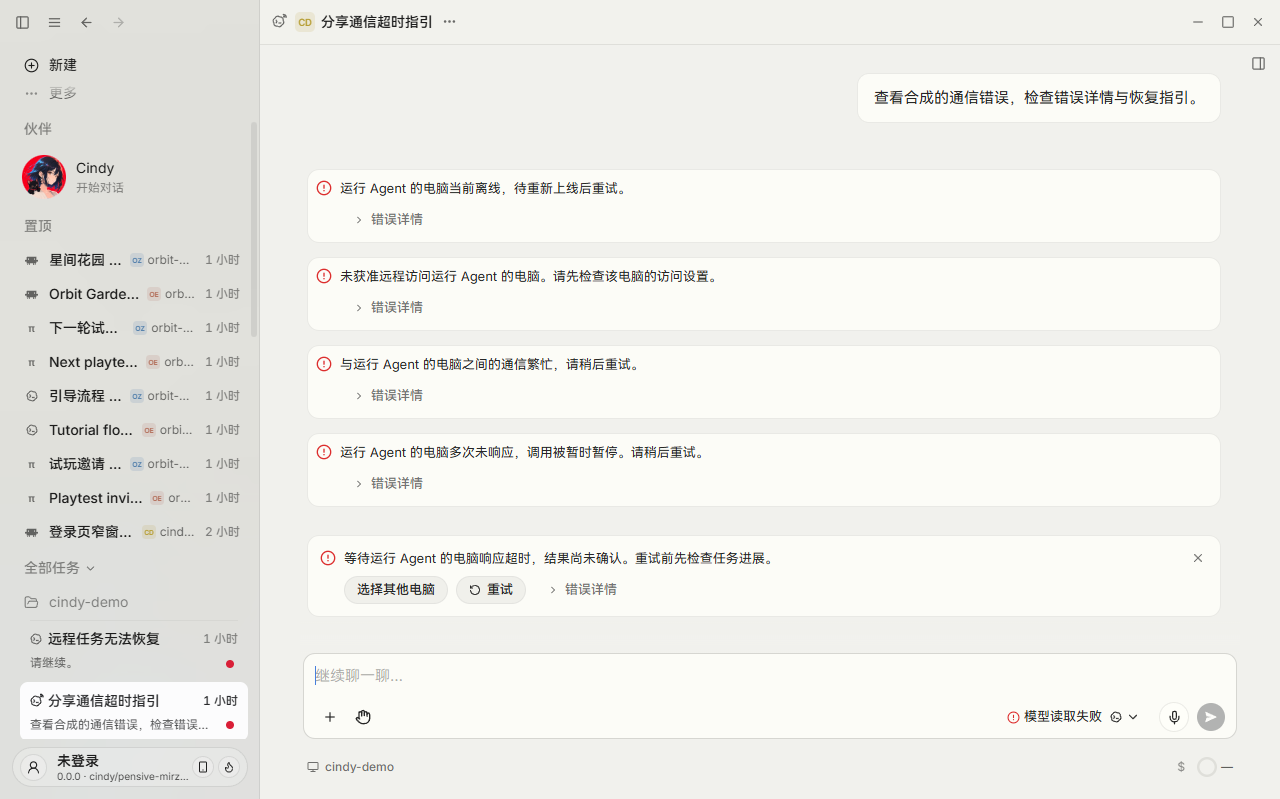 CD 分享通信超时指引 ···
新建
更多
伙伴
Cindy
开始对话
置顶
星间花园 ... OZ orbit-... 1 小时
Orbit Garde... OE orb... 1 小时
π 下一轮试... OZ orbit-... 1 小时
π Next playte... OE orb... 1 小时
引导流程 ... OZ orbit-... 1 小时
Tutorial flo... OE orbi... 1 小时
π 试玩邀请 ... OZ orbit-... 1 小时
π Playtest invi... OE or... 1 小时
登录页窄窗... CD cind... 2 小时
全部任务
cindy-demo
远程任务无法恢复 1 小时
请继续。
分享通信超时指引 1 小时
查看合成的通信错误，检查错误...
未登录
0.0.0 · cindy/pensive-mirz...
查看合成的通信错误，检查错误详情与恢复指引。
运行 Agent 的电脑当前离线，待重新上线后重试。
错误详情
未获准远程访问运行 Agent 的电脑。请先检查该电脑的访问设置。
错误详情
与运行 Agent 的电脑之间的通信繁忙，请稍后重试。
错误详情
运行 Agent 的电脑多次未响应，调用被暂时暂停。请稍后重试。
错误详情
等待运行 Agent 的电脑响应超时，结果尚未确认。重试前先检查任务进展。
选择其他电脑 重试 错误详情
继续聊一聊...
模型读取失败
cindy-demo $ —